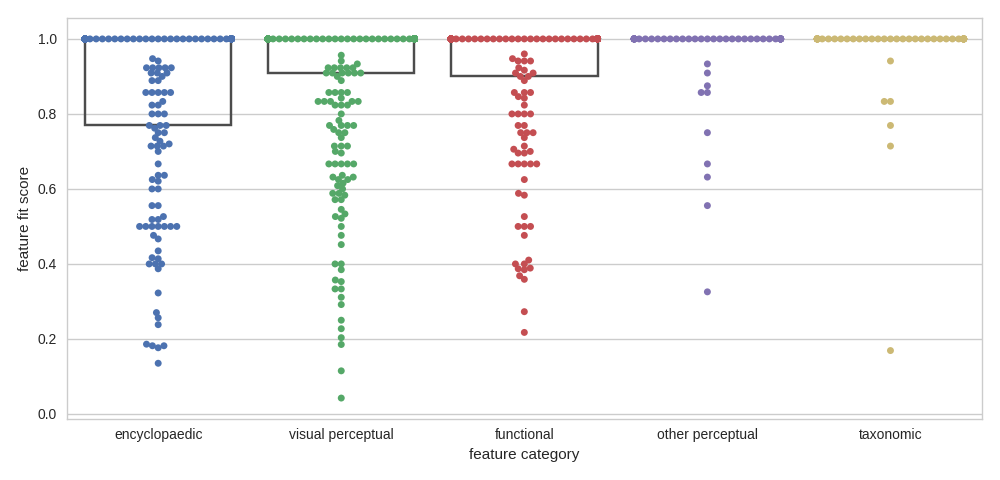 1.0
0.8
0.6
0.4
0.2
0.0
feature fit score
encyclopaedic visual perceptual functional other perceptual taxonomic
feature category